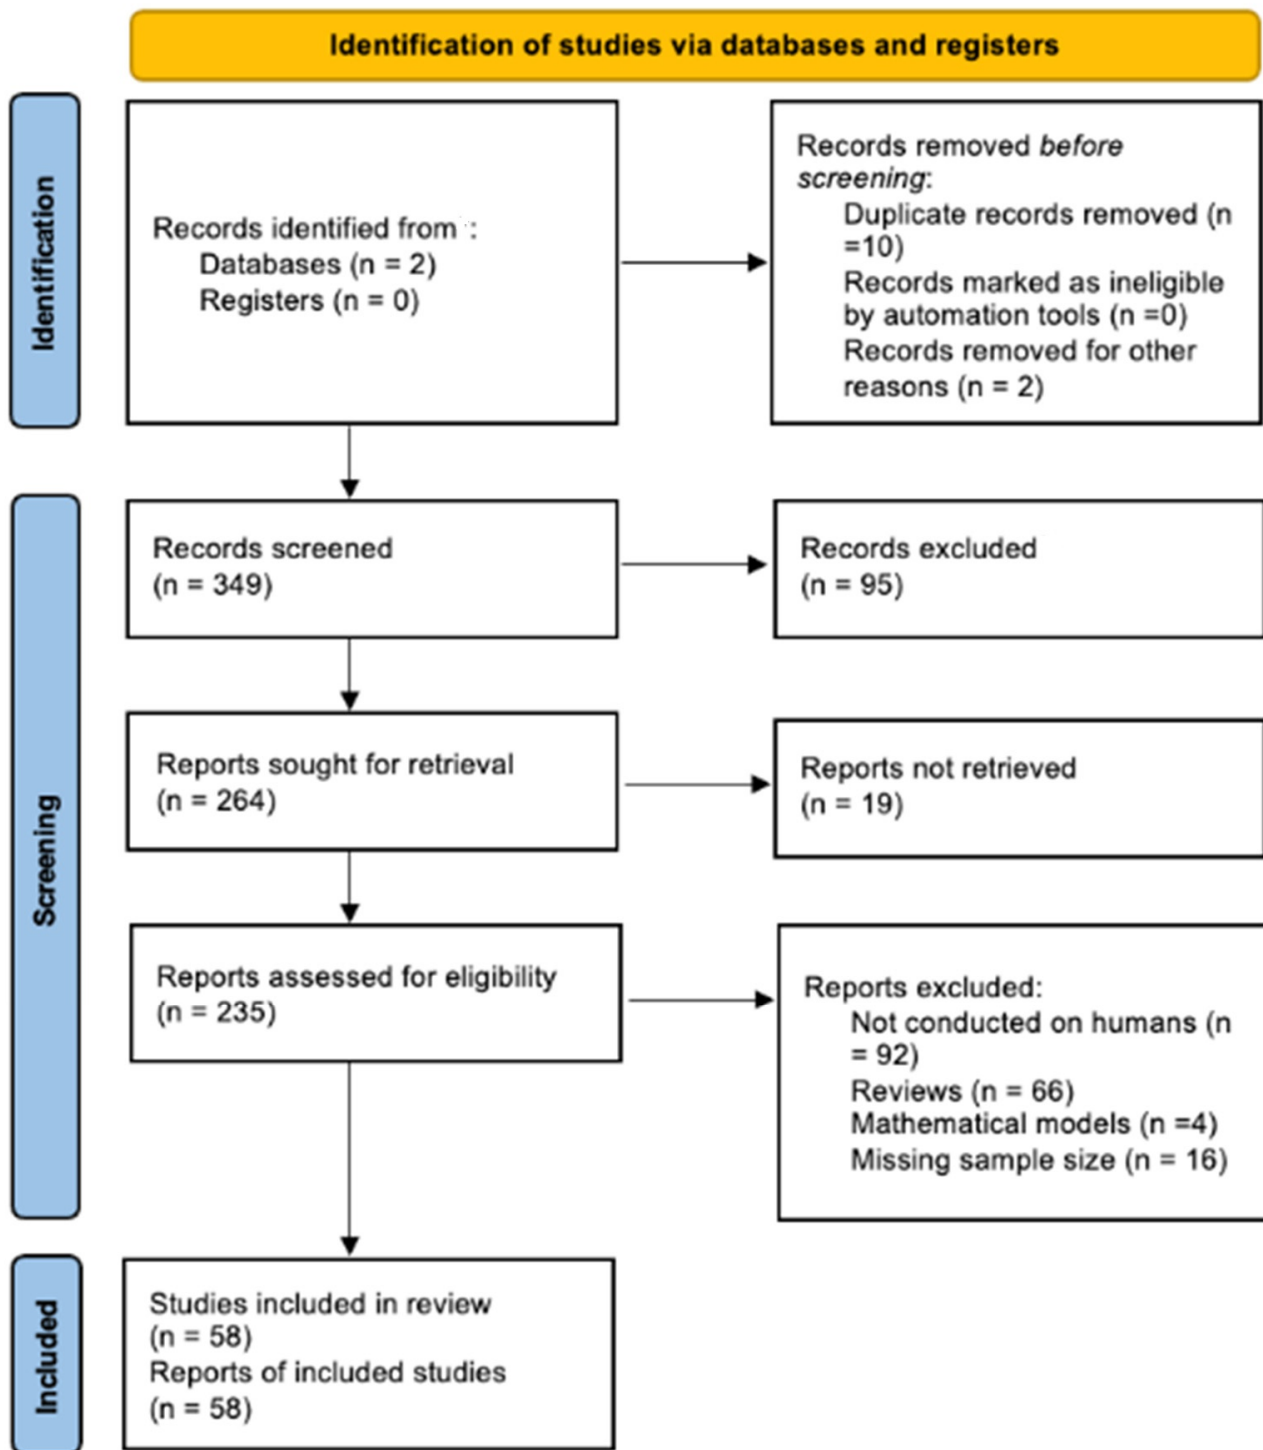 Identification of studies via databases and registers
Identification
Records identified from :
Databases (n = 2)
Registers (n = 0)
Records removed before
screening:
Duplicate records removed (n
=10)
Records marked as ineligible
by automation tools (n =0)
Records removed for other
reasons (n = 2)
Screening
Records screened
(n = 349)
Records excluded
(n = 95)
Reports sought for retrieval
(n = 264)
Reports not retrieved
(n = 19)
Reports assessed for eligibility
(n = 235)
Reports excluded:
Not conducted on humans (n
= 92)
Reviews (n = 66)
Mathematical models (n =4)
Missing sample size (n = 16)
Included
Studies included in review
(n = 58)
Reports of included studies
(n = 58)